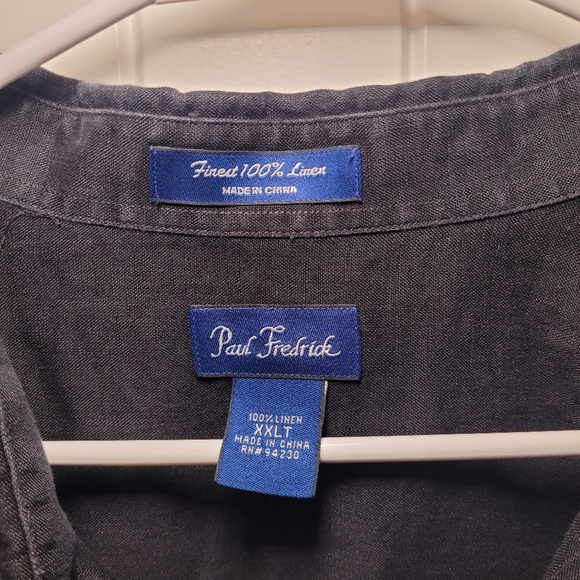 Finest 100% Linen
MADE IN CHINA
Paul Fredrick
100% LINEN
XXLT
MADE IN CHINA
RN# 94230